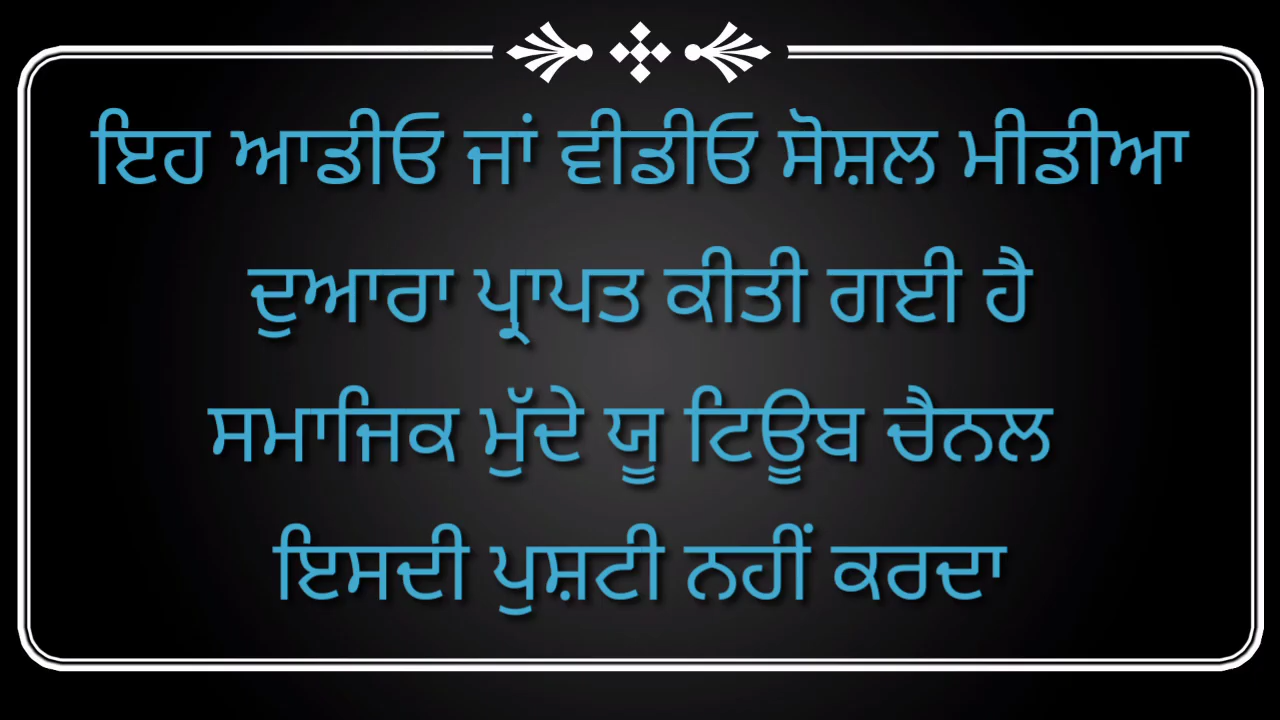 ਇਹ ਆਡੀਓ ਜਾਂ ਵੀਡੀਓ ਸੋਸ਼ਲ ਮੀਡੀਆ
ਦੁਆਰਾ ਪ੍ਰਾਪਤ ਕੀਤੀ ਗਈ ਹੈ
ਸਮਾਜਿਕ ਮੁੱਦੇ ਯੂ ਟਿਊਬ ਚੈਨਲ
ਇਸਦੀ ਪੁਸ਼ਟੀ ਨਹੀਂ ਕਰਦਾ